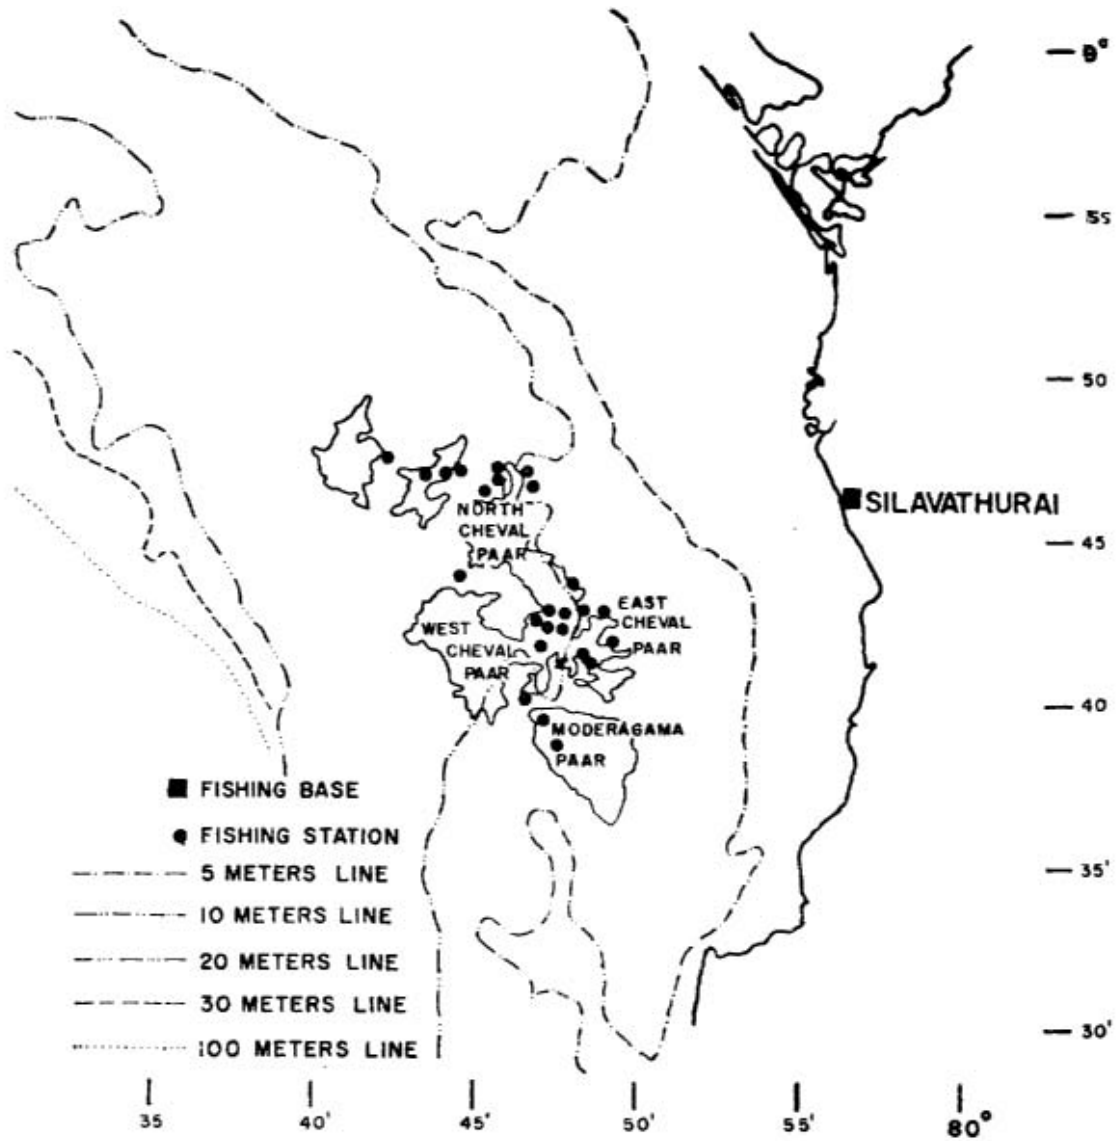 9°
55
50
SILAVATHURAI
45
NORTH
CHEVAL
PAAR
EAST
CHEVAL
PAAR
WEST
CHEVAL
PAAR
40
MODERAGAMA
PAAR
FISHING BASE
FISHING STATION
5 METERS LINE
10 METERS LINE
20 METERS LINE
30 METERS LINE
100 METERS LINE
35'
30'
35
40'
45'
50'
55'
80°